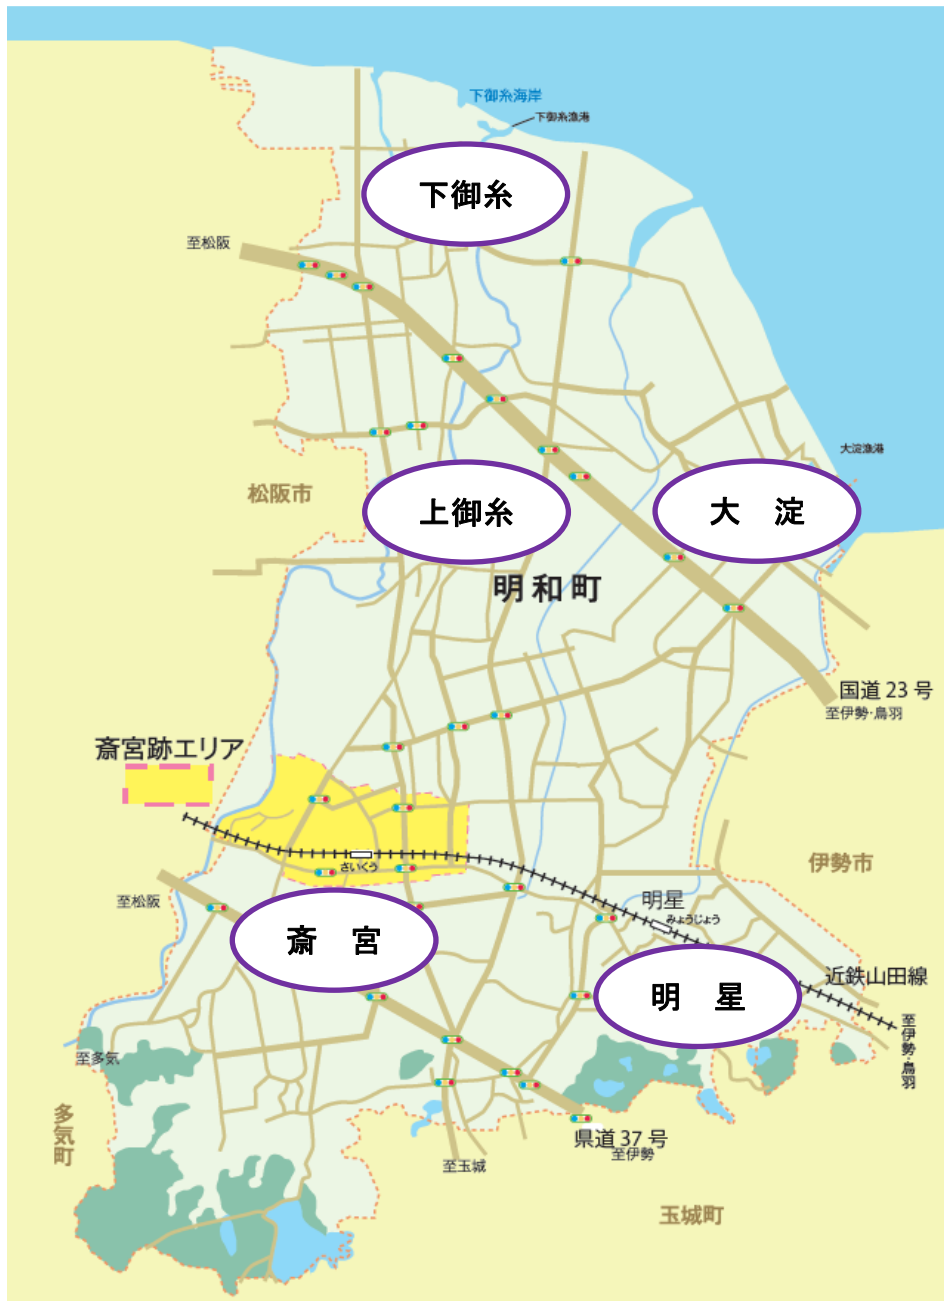 下御糸海岸
下御糸漁港
下御糸
至松阪
大淀漁港
松阪市
上御糸
大　淀
明和町
国道23号
至伊勢・鳥羽
斎宮跡エリア
さいくう
伊勢市
至松阪
明星
みょうじょう
斎　宮
近鉄山田線
明　星
至伊勢・鳥羽
至多気
多気町
県道37号
至伊勢
至玉城
玉城町